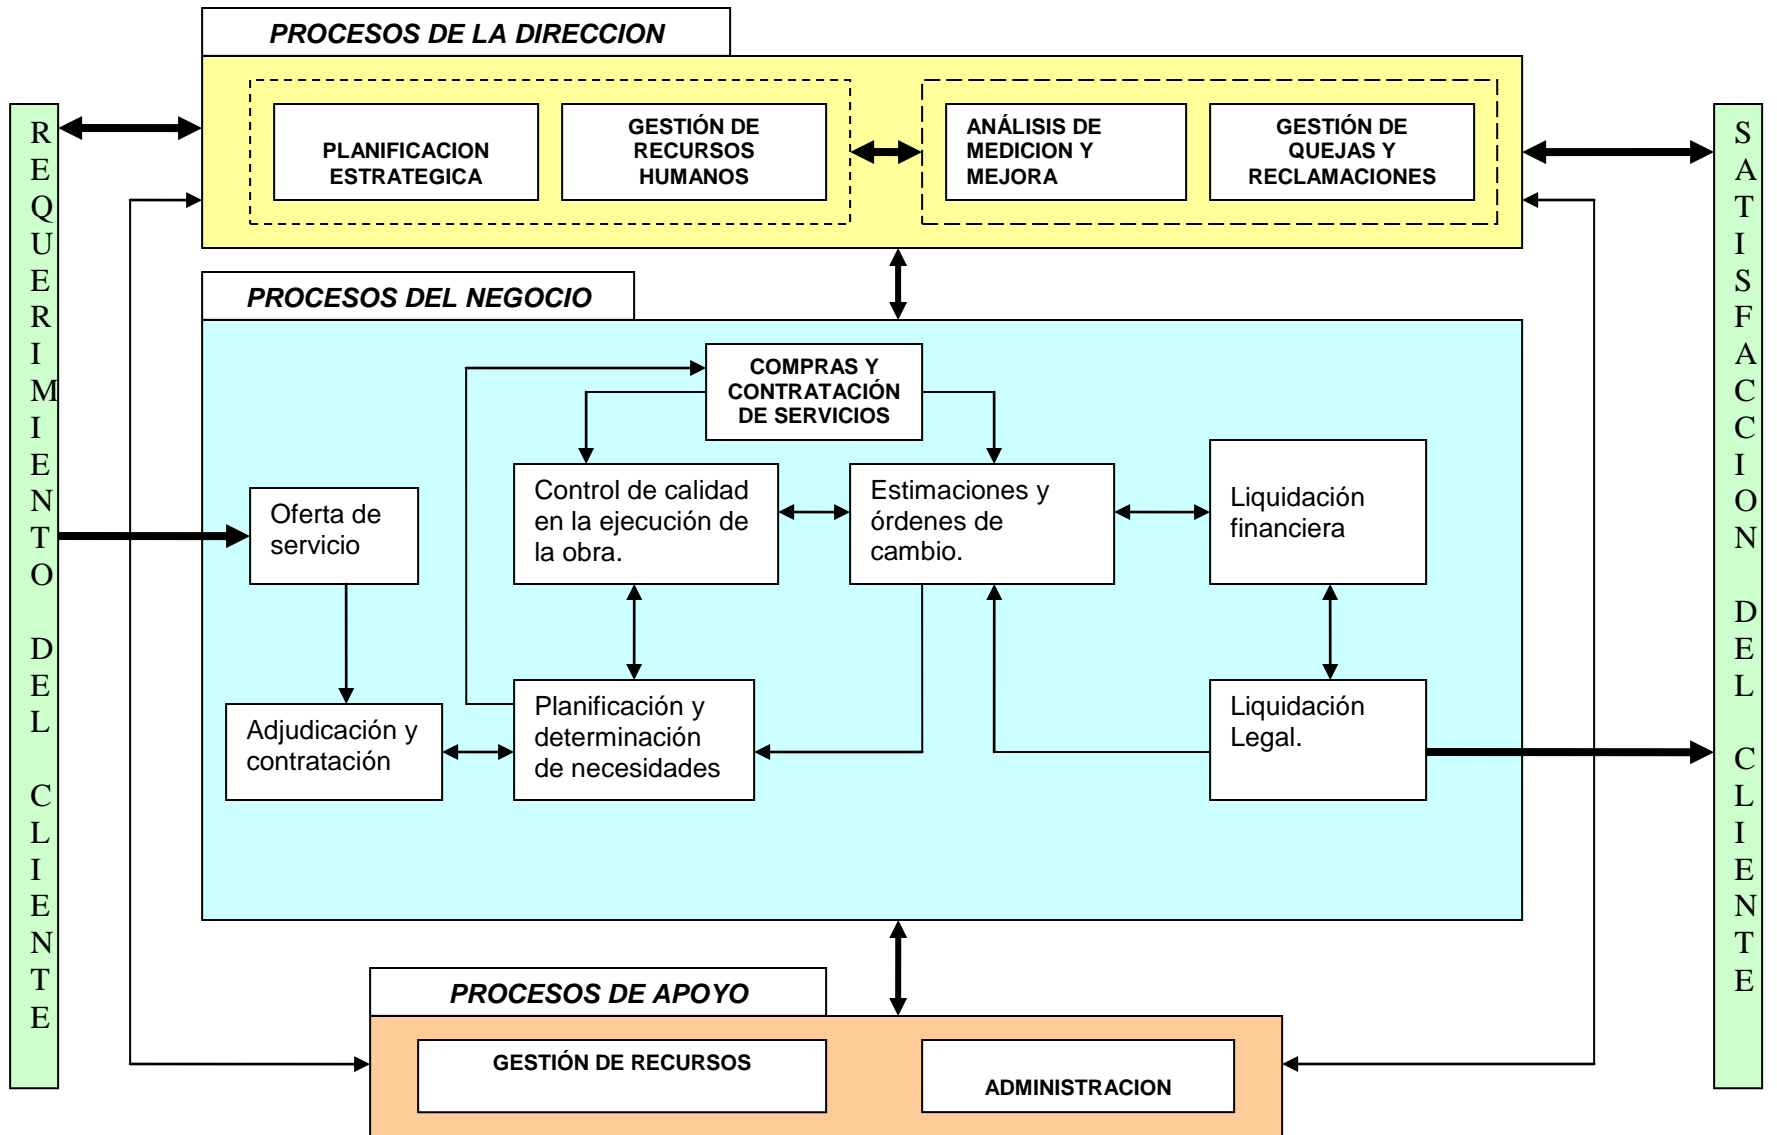 PROCESOS DE LA DIRECCION
PLANIFICACION
ESTRATEGICA
GESTIÓN DE
RECURSOS
HUMANOS
ANÁLISIS DE
MEDICION Y
MEJORA
GESTIÓN DE
QUEJAS Y
RECLAMACIONES
REQUERIMIENTO DEL CLIENTE
PROCESOS DEL NEGOCIO
COMPRAS Y
CONTRATACIÓN
DE SERVICIOS
Oferta de
servicio
Control de calidad
en la ejecución de
la obra.
Estimaciones y
órdenes de
cambio.
Liquidación
financiera
Adjudicación y
contratación
Planificación y
determinación
de necesidades
Liquidación
Legal.
SATISFACCION DEL CLIENTE
PROCESOS DE APOYO
GESTIÓN DE RECURSOS
ADMINISTRACION